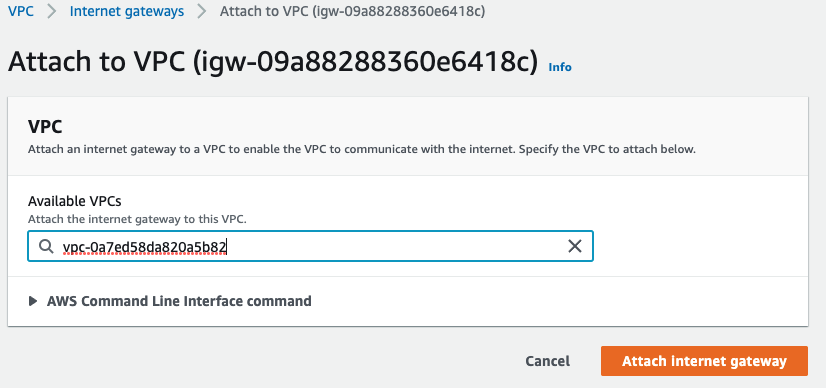 VPC > Internet gateways > Attach to VPC (igw-09a88288360e6418c)
Attach to VPC (igw-09a88288360e6418c) Info
VPC
Attach an internet gateway to a VPC to enable the VPC to communicate with the internet. Specify the VPC to attach below.
Available VPCs
Attach the internet gateway to this VPC.
vpc-0a7ed58da820a5b82
AWS Command Line Interface command
Cancel Attach internet gateway